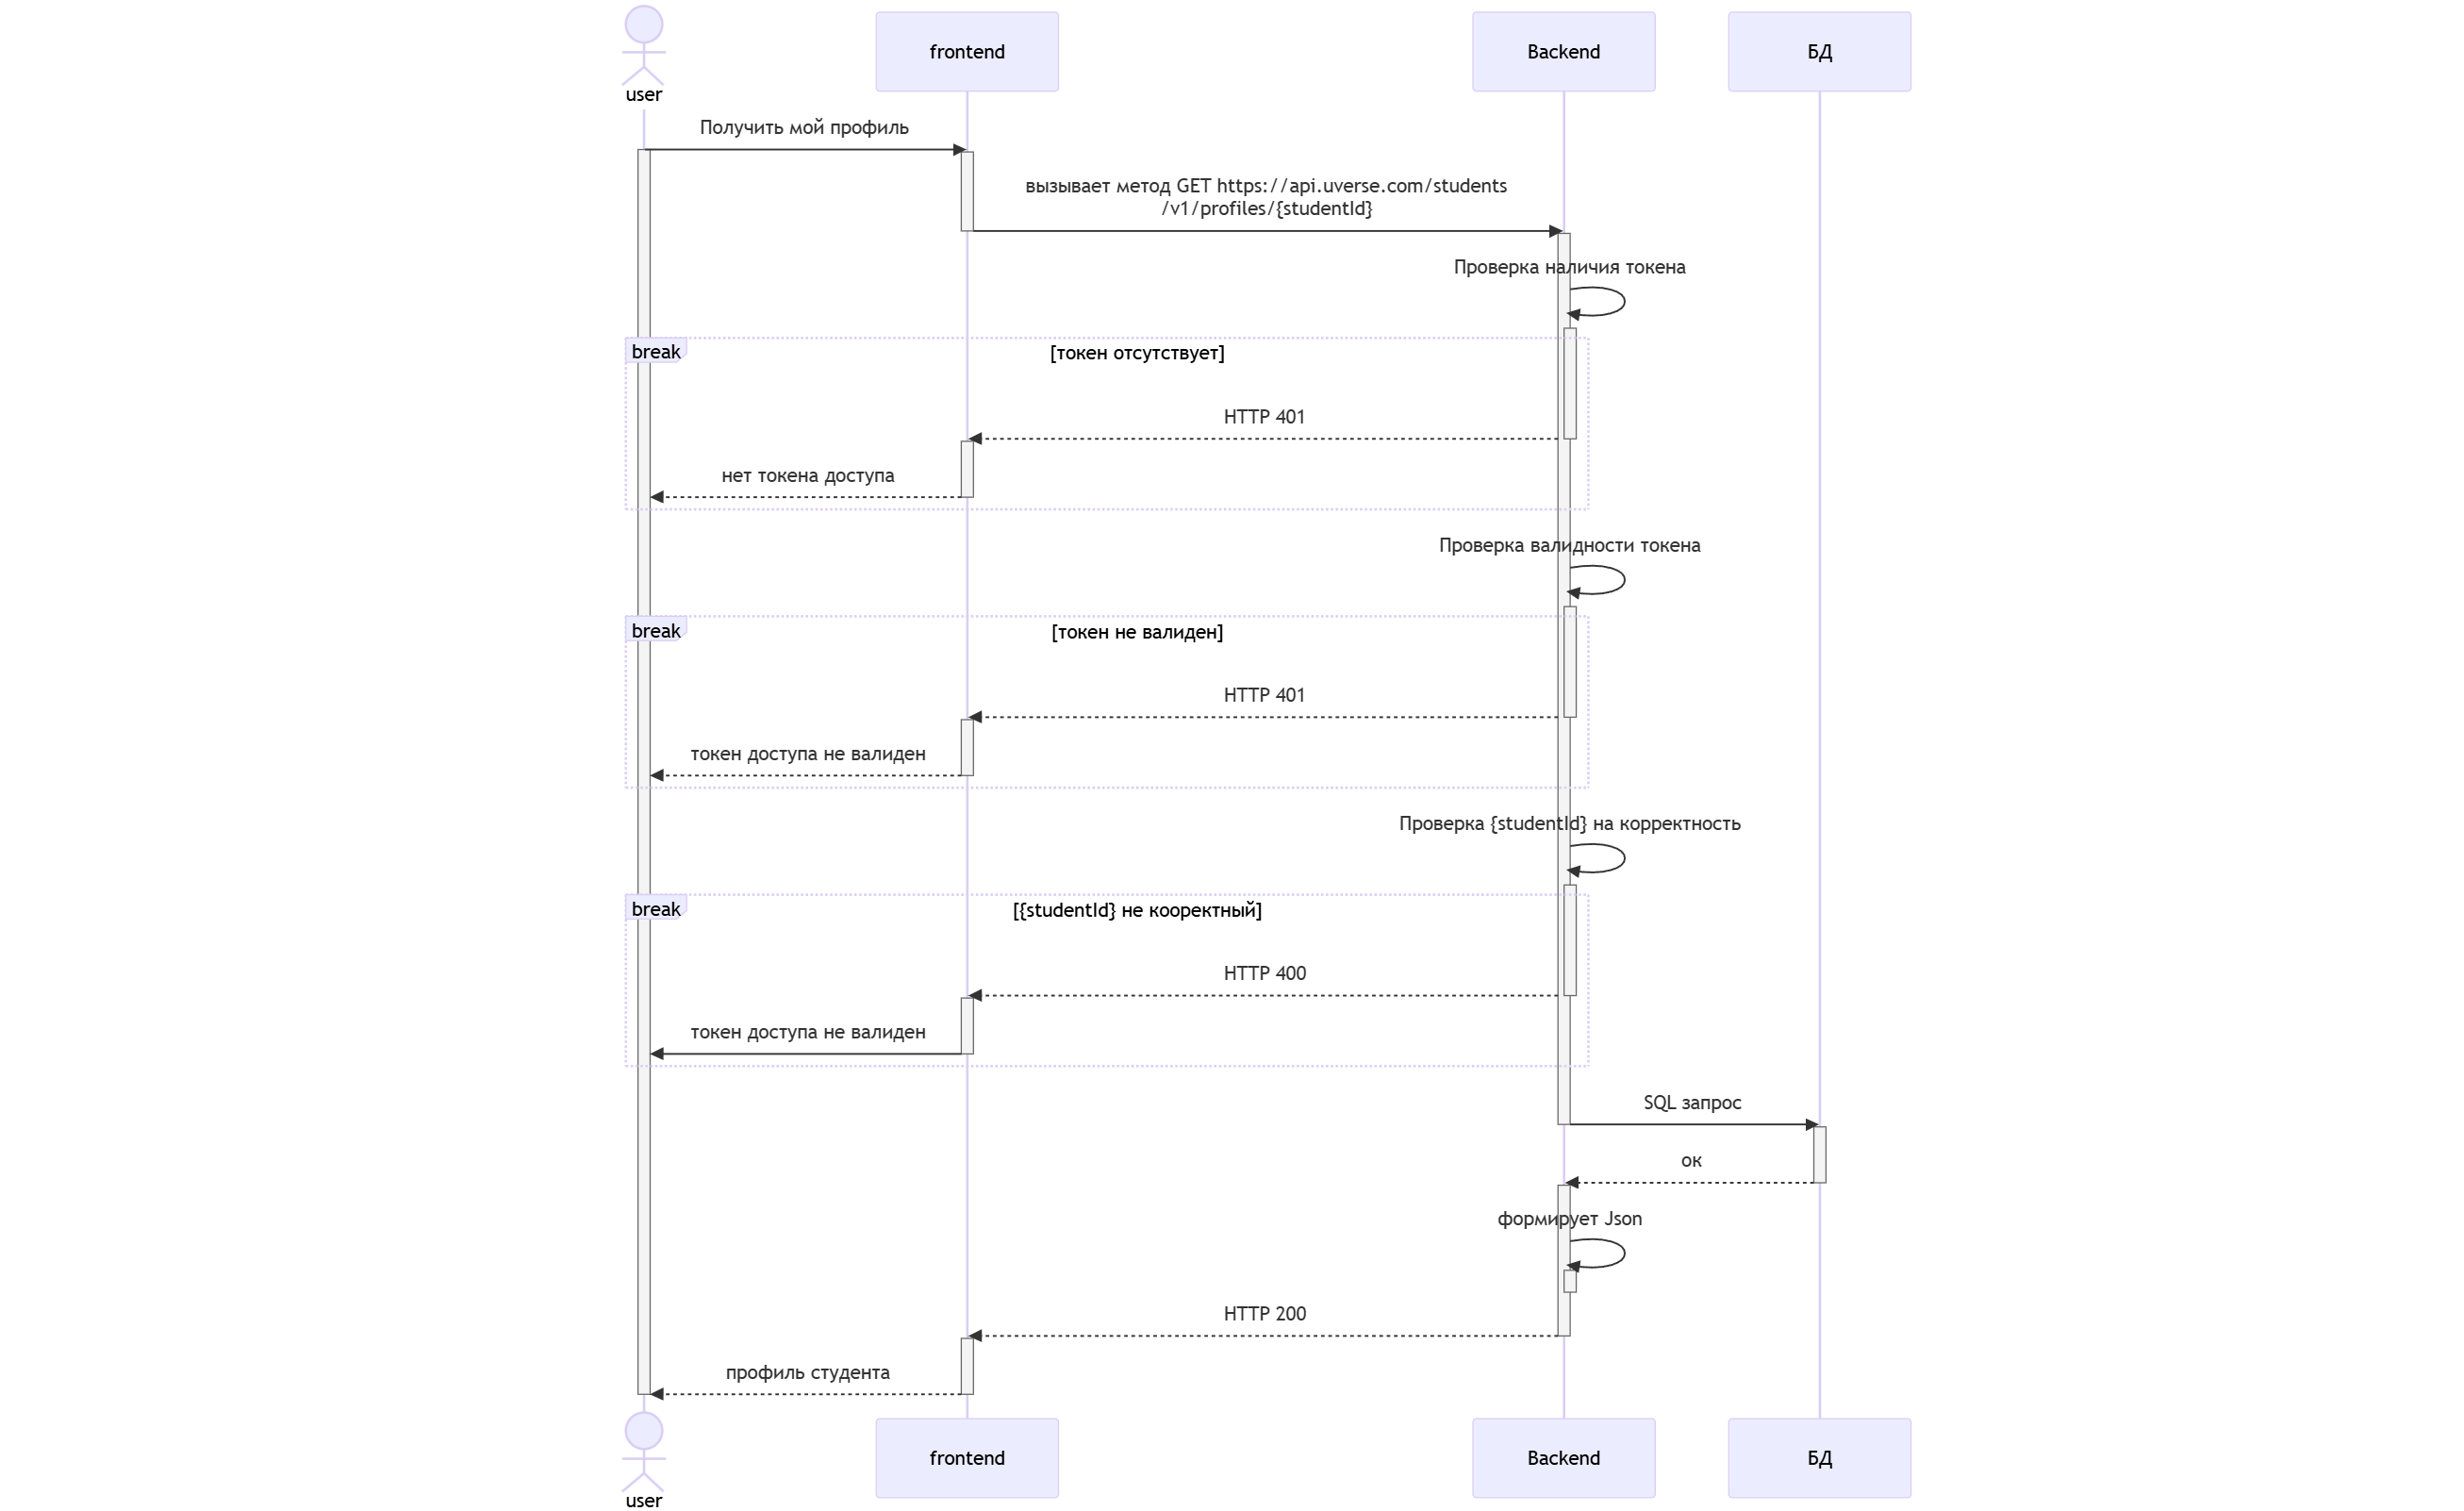 user
frontend
Backend
БД
Получить мой профиль
вызывает метод GET https://api.uverse.com/students
/v1/profiles/{studentId}
Проверка наличия токена
break
[токен отсутствует]
HTTP 401
нет токена доступа
Проверка валидности токена
break
[токен не валиден]
HTTP 401
токен доступа не валиден
Проверка {studentId} на корректность
break
[{studentId} не кооректный]
HTTP 400
токен доступа не валиден
SQL запрос
ок
формирует Json
HTTP 200
профиль студента
frontend
Backend
БД
user